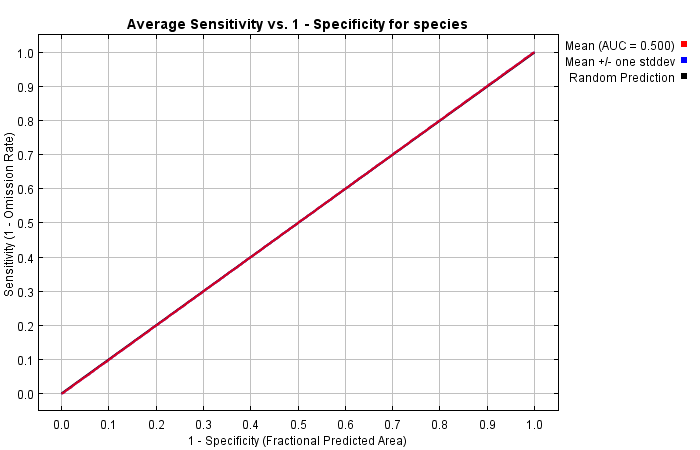 Average Sensitivity vs. 1 - Specificity for species
Mean (AUC = 0.500)
Mean +/- one stddev
Random Prediction
Sensitivity (1 - Omission Rate)
1.0
0.9
0.8
0.7
0.6
0.5
0.4
0.3
0.2
0.1
0.0
0.0 0.1 0.2 0.3 0.4 0.5 0.6 0.7 0.8 0.9 1.0
1 - Specificity (Fractional Predicted Area)